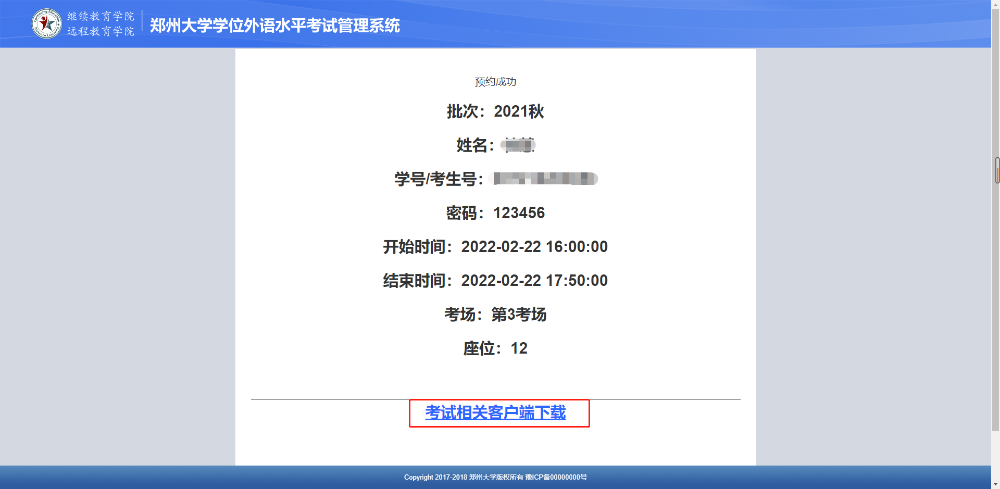 继续教育学院
远程教育学院
郑州大学学位外语水平考试管理系统
Continuing Education
Distance Learning
预约成功
批次：2021秋
姓名：
学号/考生号：
密码：123456
开始时间：2022-02-22 16:00:00
结束时间：2022-02-22 17:50:00
考场：第3考场
座位：12
考试相关客户端下载
Copyright 2017-2018 郑州大学版权所有 豫ICP备00000000号